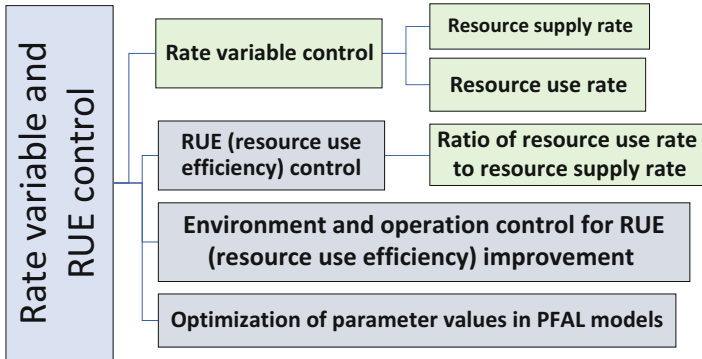 Rate variable and
RUE control
Rate variable control
Resource supply rate
Resource use rate
RUE (resource use
efficiency) control
Ratio of resource use rate
to resource supply rate
Environment and operation control for RUE
(resource use efficiency) improvement
Optimization of parameter values in PFAL models